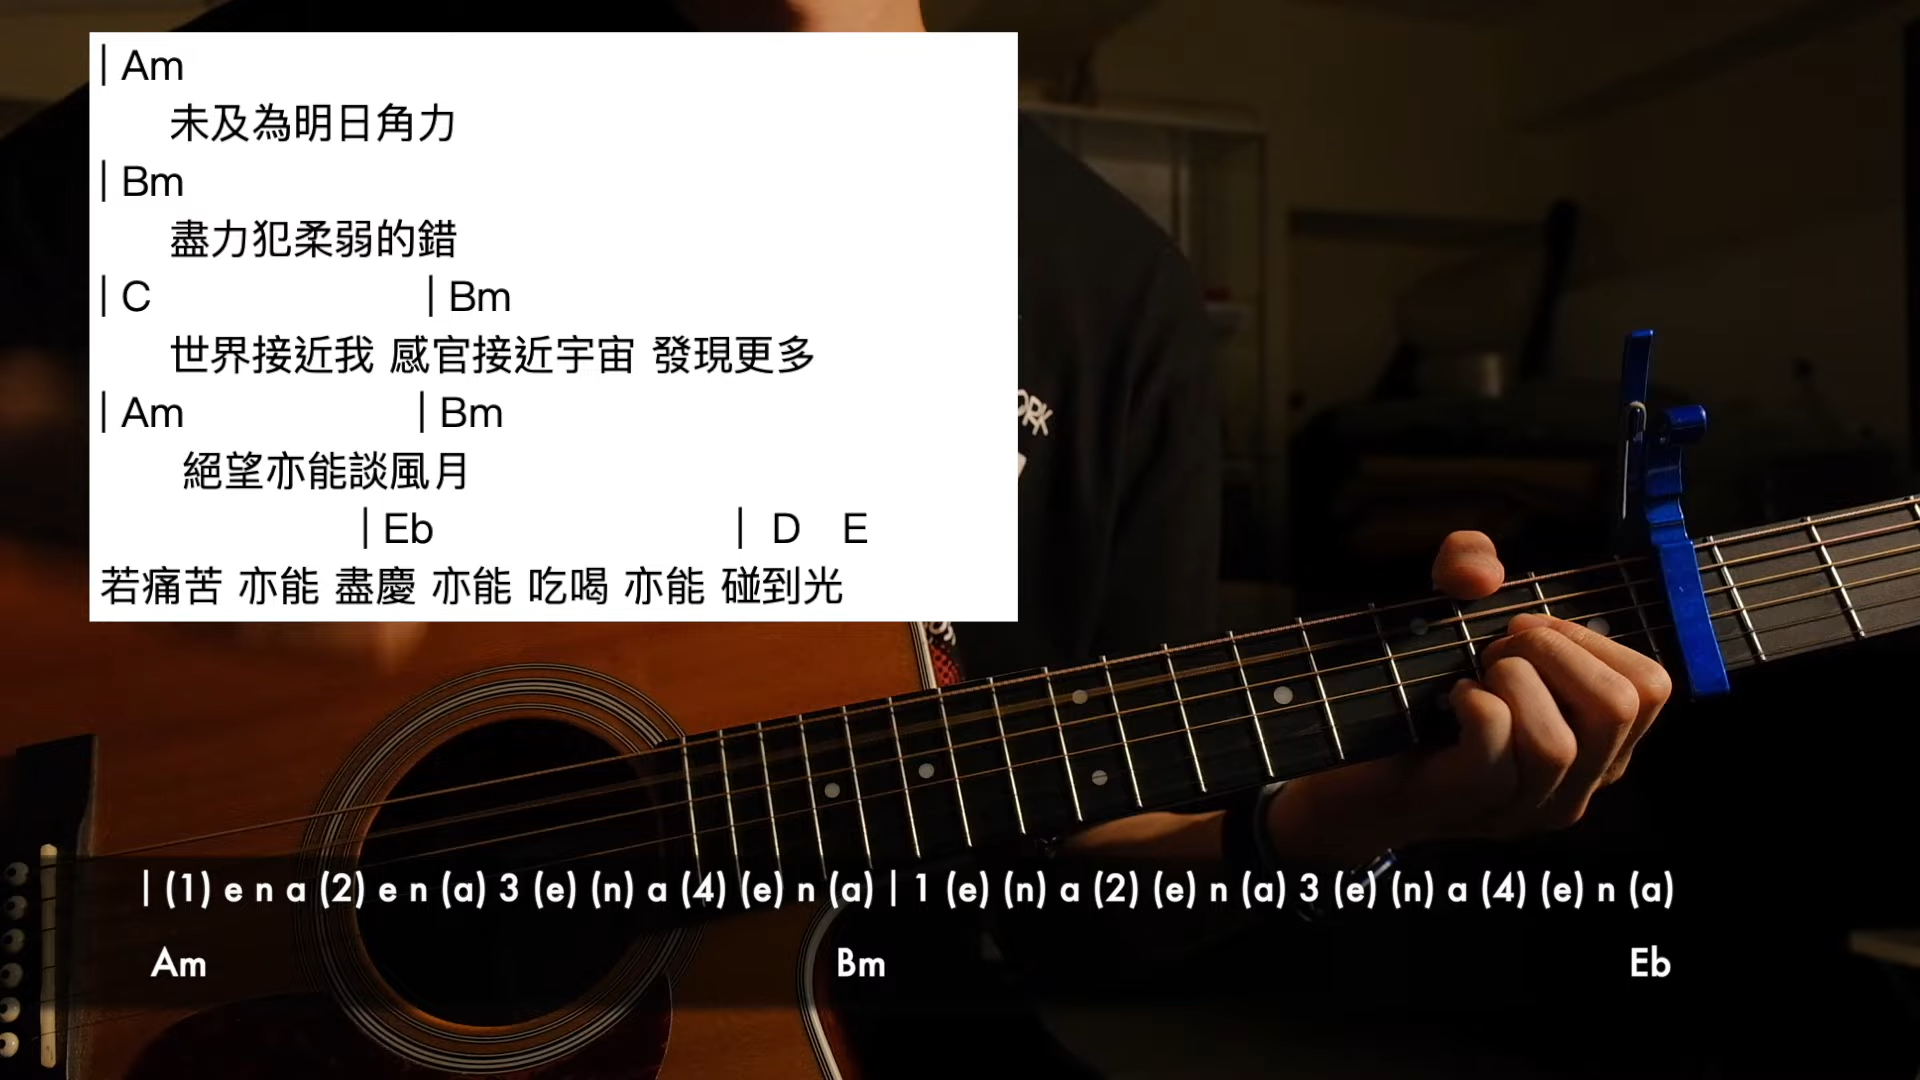 | Am
未及為明日角力
| Bm
盡力犯柔弱的錯
| C | Bm
世界接近我 感官接近宇宙 發現更多
| Am | Bm
絕望亦能談風月
| Eb | D E
若痛苦 亦能 盡慶 亦能 吃喝 亦能 碰到光
| (1) e n a (2) e n (a) 3 (e) (n) a (4) (e) n (a) | 1 (e) (n) a (2) (e) n (a) 3 (e) (n) a (4) (e) n (a)
Am Bm Eb